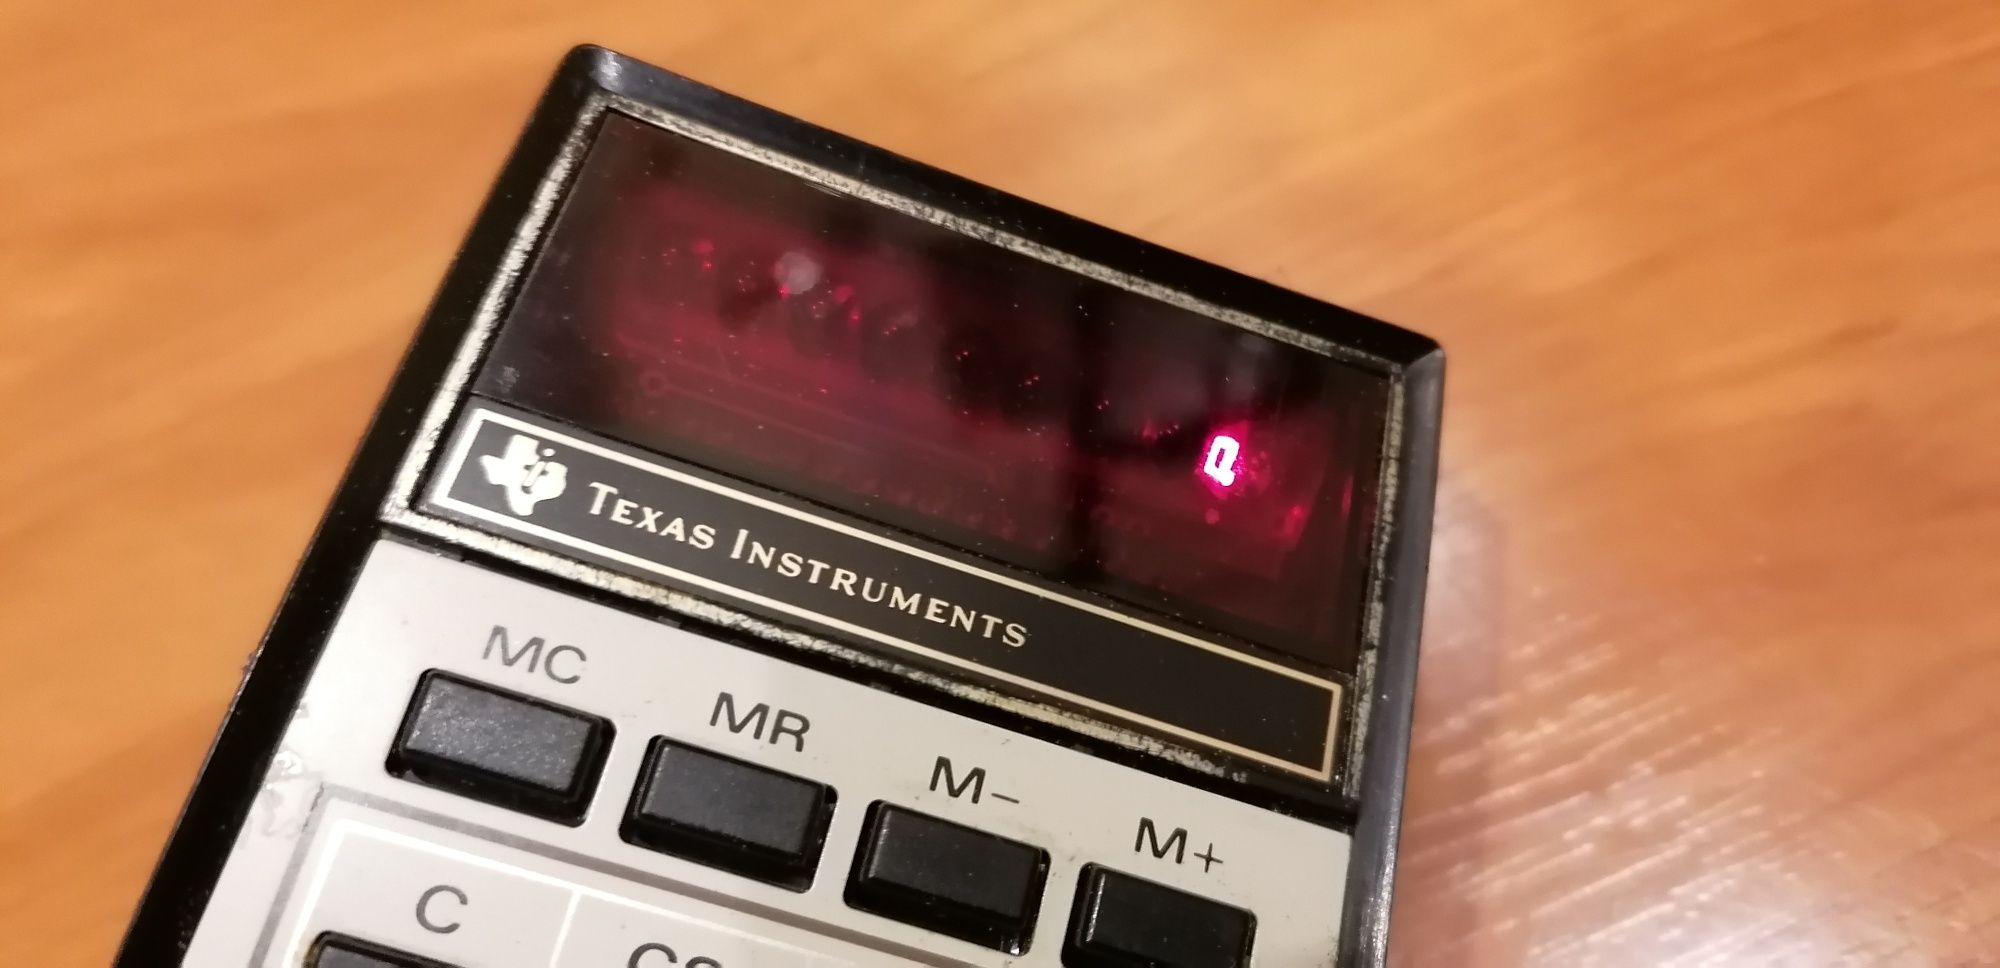 0.
TEXAS INSTRUMENTS
MC MR M− M+
C